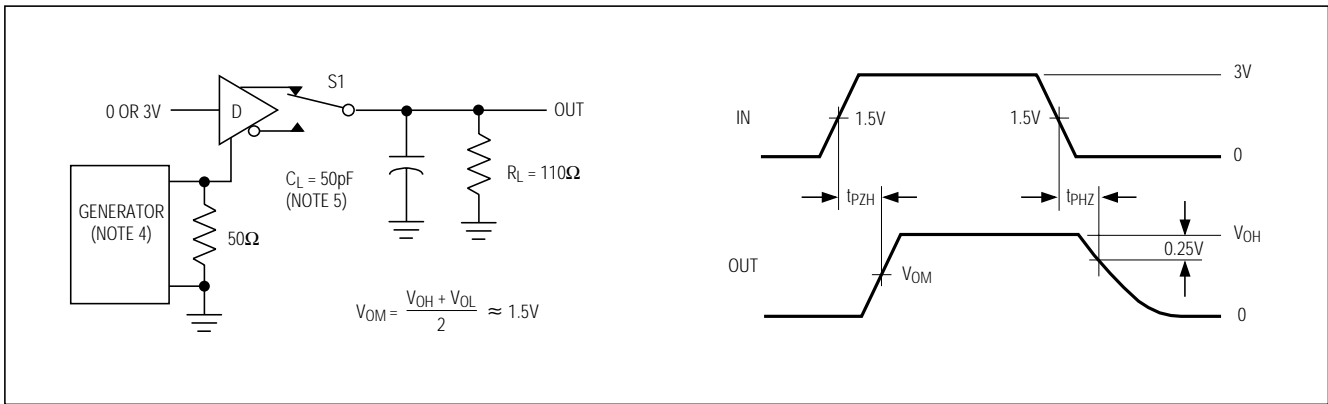 S1
0 OR 3V
D
OUT
C_L = 50pF
(NOTE 5)
R_L = 110Ω
GENERATOR
(NOTE 4)
50Ω
V_OM = (V_OH + V_OL) / 2 ≈ 1.5V
3V
IN
1.5V
1.5V
0
t_PZH
t_PHZ
V_OH
0.25V
OUT
V_OM
0